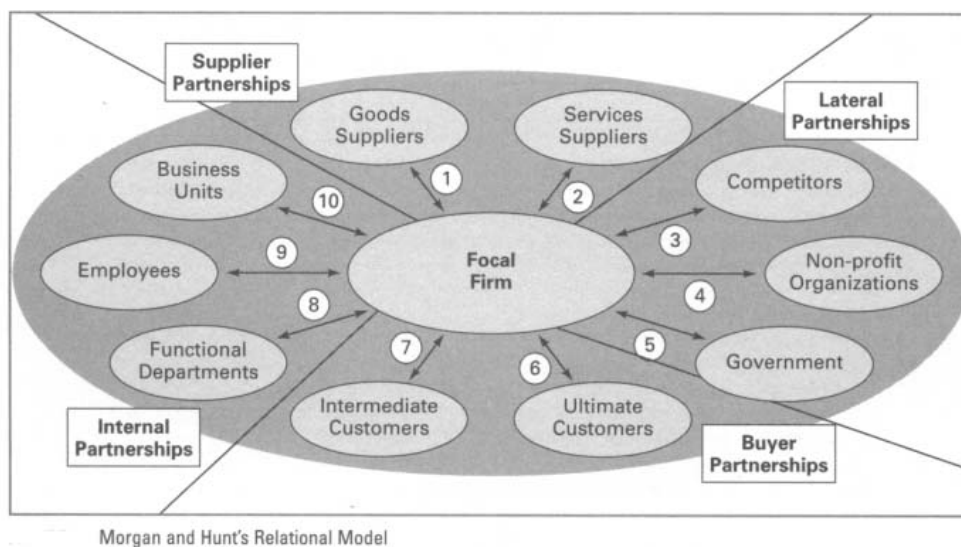 Supplier
Partnerships
Goods
Suppliers
Services
Suppliers
Lateral
Partnerships
Business
Units
Competitors
1
2
10
3
Focal
Firm
Employees
9
Non-profit
Organizations
4
8
Functional
Departments
7
6
5
Government
Intermediate
Customers
Ultimate
Customers
Internal
Partnerships
Buyer
Partnerships
Morgan and Hunt's Relational Model